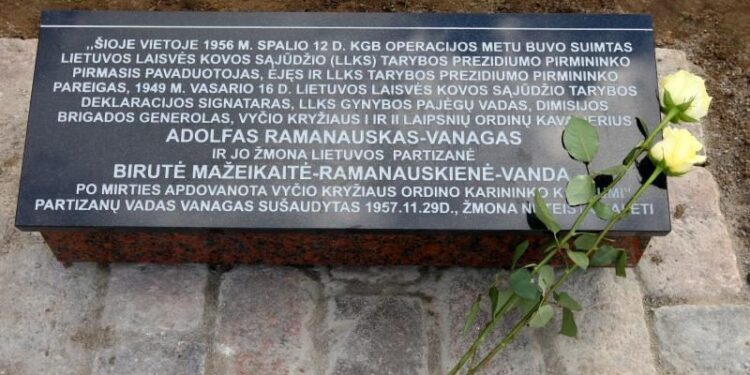 „ŠIOJE VIETOJE 1956 M. SPALIO 12 D. KGB OPERACIJOS METU BUVO SUIMTAS
LIETUVOS LAISVĖS KOVOS SĄJŪDŽIO (LLKS) TARYBOS PREZIDIUMO PIRMININKO
PIRMASIS PAVADUOTOJAS, ĖJĘS IR LLKS TARYBOS PREZIDIUMO PIRMININKO
PAREIGAS, 1949 M. VASARIO 16 D. LIETUVOS LAISVĖS KOVOS SĄJŪDŽIO TARYBOS
DEKLARACIJOS SIGNATARAS, LLKS GYNYBOS PAJĖGŲ VADAS, DIMISIJOS
BRIGADOS GENEROLAS, VYČIO KRYŽIAUS I IR II LAIPSNIŲ ORDINŲ KAVALIERIUS
ADOLFAS RAMANAUSKAS-VANAGAS
IR JO ŽMONA LIETUVOS PARTIZANĖ
BIRUTĖ MAŽEIKAITĖ-RAMANAUSKIENĖ-VANDA
PO MIRTIES APDOVANOTA VYČIO KRYŽIAUS ORDINO KARININKO
PARTIZANŲ VADAS VANAGAS SUŠAUDYTAS 1957.11.29D., ŽMONA